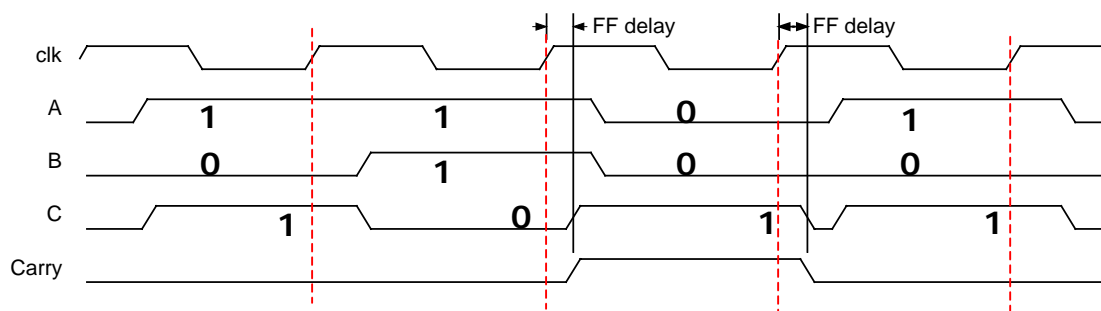 FF delay FF delay
clk
A 1 1 0 1
B 0 1 0 0
C 1 0 1 1
Carry